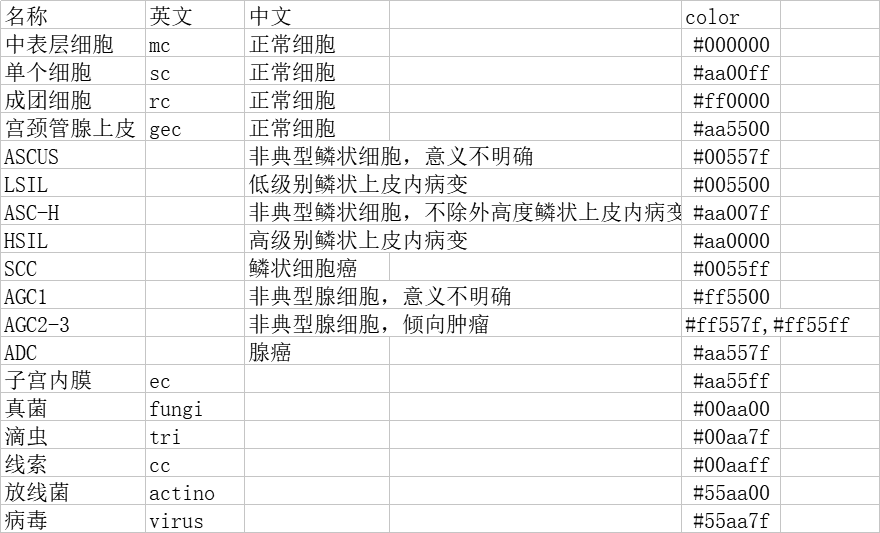 名称 英文 中文 color
中表层细胞 mc 正常细胞 #000000
单个细胞 sc 正常细胞 #aa00ff
成团细胞 rc 正常细胞 #ff0000
宫颈管腺上皮 gec 正常细胞 #aa5500
ASCUS 非典型鳞状细胞，意义不明确 #00557f
LSIL 低级别鳞状上皮内病变 #005500
ASC-H 非典型鳞状细胞，不除外高度鳞状上皮内病变 #aa007f
HSIL 高级别鳞状上皮内病变 #aa0000
SCC 鳞状细胞癌 #0055ff
AGC1 非典型腺细胞，意义不明确 #ff5500
AGC2-3 非典型腺细胞，倾向肿瘤 #ff557f,#ff55ff
ADC 腺癌 #aa557f
子宫内膜 ec #aa55ff
真菌 fungi #00aa00
滴虫 tri #00aa7f
线索 cc #00aaff
放线菌 actino #55aa00
病毒 virus #55aa7f